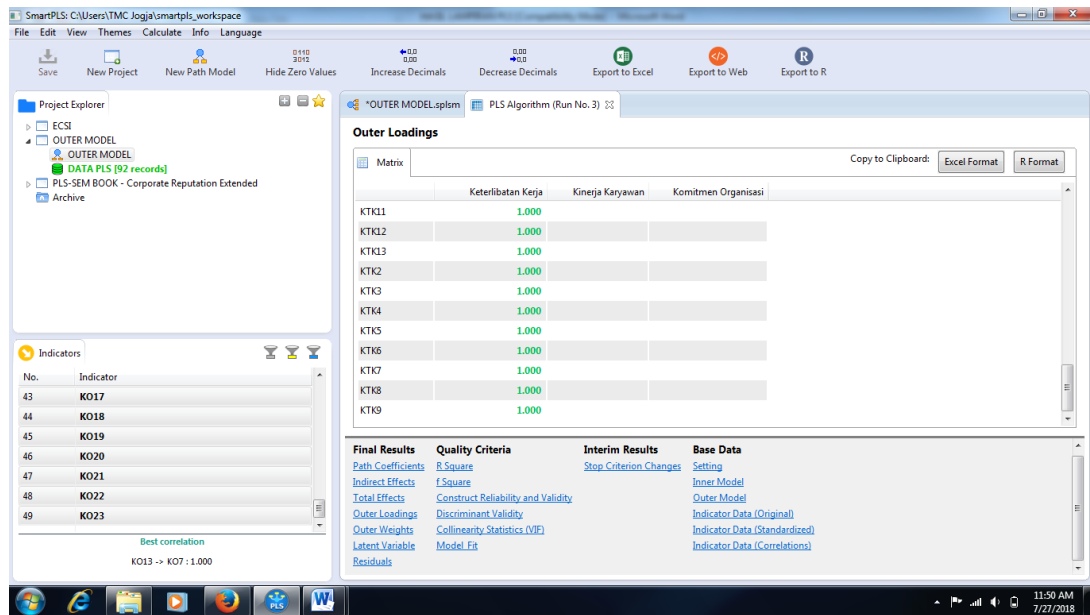 SmartPLS: C:\Users\TMC Jogja\smartpls_workspace
File Edit View Themes Calculate Info Language
Save New Project New Path Model Hide Zero Values Increase Decimals Decrease Decimals Export to Excel Export to Web Export to R
Project Explorer
ECSI
OUTER MODEL
OUTER MODEL
DATA PLS [92 records]
PLS-SEM BOOK - Corporate Reputation Extended
Archive
Indicators
No. Indicator
43 KO17
44 KO18
45 KO19
46 KO20
47 KO21
48 KO22
49 KO23
Best correlation
KO13 -> KO7 : 1.000
*OUTER MODEL.splsm PLS Algorithm (Run No. 3)
Outer Loadings
Matrix Copy to Clipboard: Excel Format R Format
Keterlibatan Kerja Kinerja Karyawan Komitmen Organisasi
KTK11 1.000
KTK12 1.000
KTK13 1.000
KTK2 1.000
KTK3 1.000
KTK4 1.000
KTK5 1.000
KTK6 1.000
KTK7 1.000
KTK8 1.000
KTK9 1.000
Final Results Quality Criteria Interim Results Base Data
Path Coefficients R Square Stop Criterion Changes Setting
Indirect Effects f Square Inner Model
Total Effects Construct Reliability and Validity Outer Model
Outer Loadings Discriminant Validity Indicator Data (Original)
Outer Weights Collinearity Statistics (VIF) Indicator Data (Standardized)
Latent Variable Model_Fit Indicator Data (Correlations)
Residuals
11:50 AM
7/27/2018